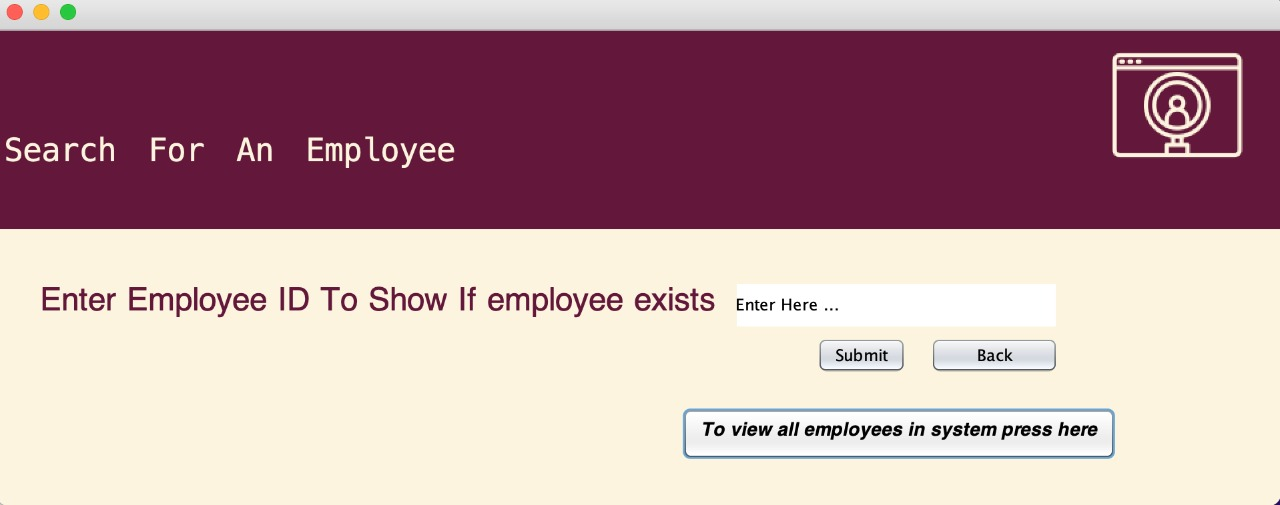 Search For An Employee
Enter Employee ID To Show If employee exists
Enter Here ...
Submit
Back
To view all employees in system press here